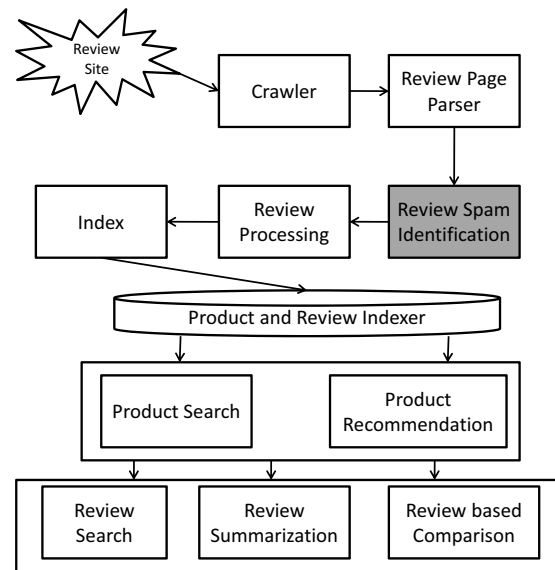 Review
Site
Crawler
Review Page
Parser
Index
Review
Processing
Review Spam
Identification
Product and Review Indexer
Product Search
Product
Recommendation
Review
Search
Review
Summarization
Review based
Comparison